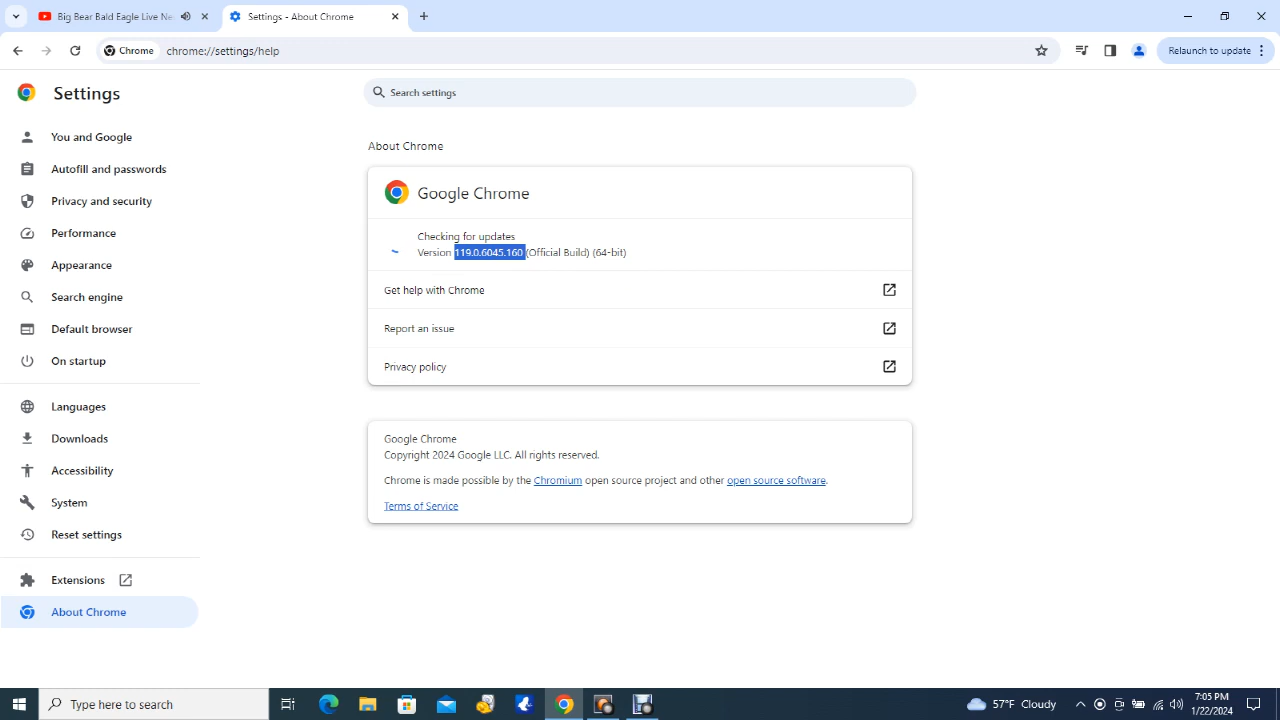 Big Bear Bald Eagle Live Ne
Settings - About Chrome
Chrome
chrome://settings/help
Relaunch to update
Settings
Search settings
You and Google
Autofill and passwords
Privacy and security
Performance
Appearance
Search engine
Default browser
On startup
Languages
Downloads
Accessibility
System
Reset settings
Extensions
About Chrome
About Chrome
Google Chrome
Checking for updates
Version 119.0.6045.160 (Official Build) (64-bit)
Get help with Chrome
Report an issue
Privacy policy
Google Chrome
Copyright 2024 Google LLC. All rights reserved.
Chrome is made possible by the Chromium open source project and other open source software.
Terms of Service
Type here to search
57°F Cloudy
7:05 PM
1/22/2024